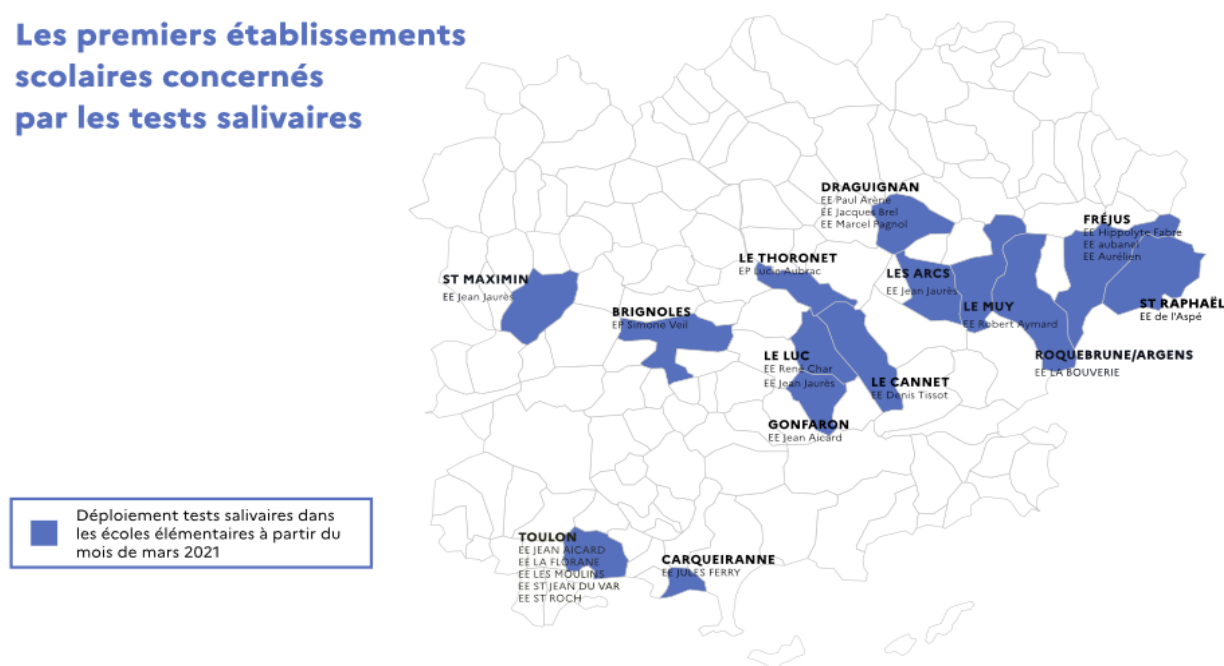 Les premiers établissements
scolaires concernés
par les tests salivaires
DRAGUIGNAN
EE Paul Arène
ÉE Jacques Brel
EE Marcel Pagnol
FRÉJUS
EE Hippolyte Fabre
EE aubanel
EE Aurélien
LE THORONET
EP Lucie Aubrac
LES ARCS
EE Jean Jaurès
ST MAXIMIN
EE Jean Jaurès
LE MUY
EE Robert Aymard
ST RAPHAËL
EE de l'Aspé
BRIGNOLES
EP Simone Veil
LE LUC
EE René Char
EE Jean Jaurès
ROQUEBRUNE/ARGENS
EE LA BOUVERIE
LE CANNET
EE Denis Tissot
GONFARON
EE Jean Aicard
Déploiement tests salivaires dans
les écoles élémentaires à partir du
mois de mars 2021
TOULON
EE JEAN AICARD
EE LA FLORANE
EE LES MOULINS
EE ST JEAN DU VAR
EE ST ROCH
CARQUEIRANNE
EE JULES FERRY